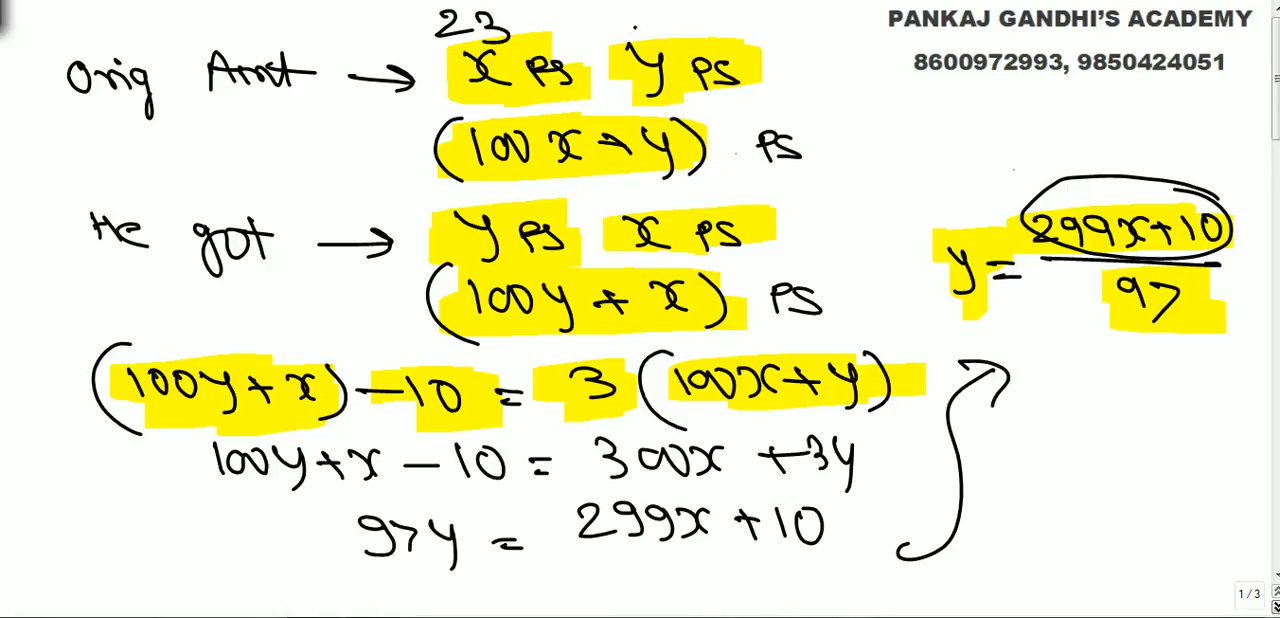 PANKAJ GANDHI'S ACADEMY
8600972993, 9850424051
23
Orig Amt → x ps y ps
(100x + y) ps
He got → y ps x ps
(100y + x) ps
y = 299x+10 / 97
(100y + x) - 10 = 3 (100x + y)
100y + x - 10 = 300x + 3y
97y = 299x + 10
1 / 3